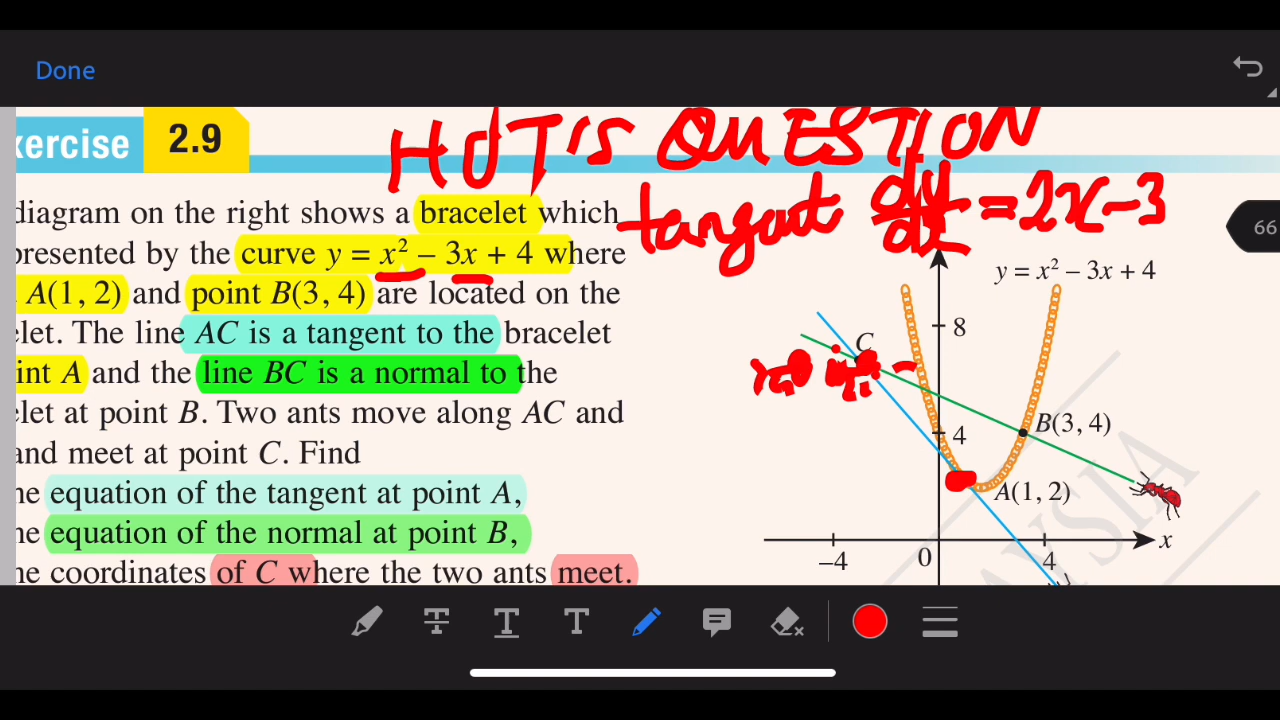 Done
xercise 2.9
HOT'S QUESTION
diagram on the right shows a bracelet which
presented by the curve y = x² – 3x + 4 where
A(1, 2) and point B(3, 4) are located on the
elet. The line AC is a tangent to the bracelet
int A and the line BC is a normal to the
elet at point B. Two ants move along AC and
and meet at point C. Find
he equation of the tangent at point A,
he equation of the normal at point B,
he coordinates of C where the two ants meet.
tangent dy/dx = 2x-3
66
y = x² – 3x + 4
8
C
4
B(3, 4)
A(1, 2)
–4
0
4
x
AYSIA
T
T
T